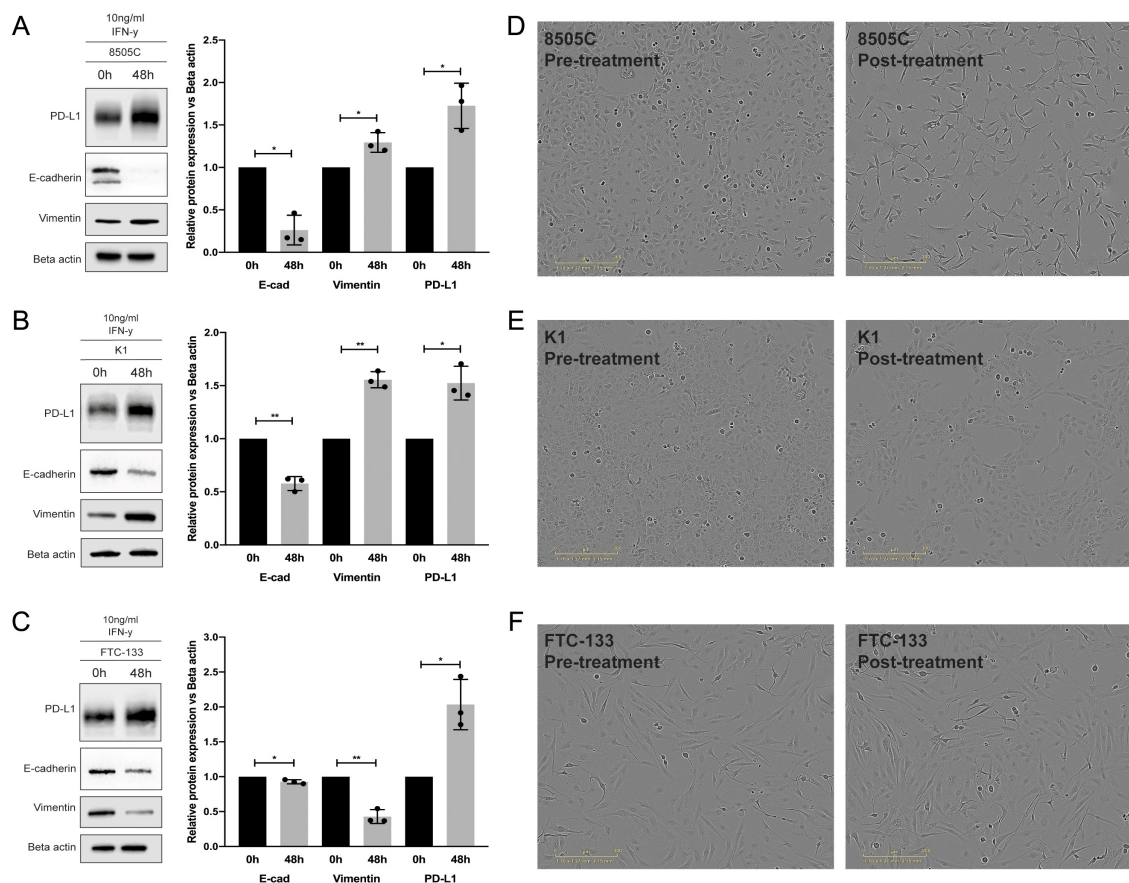 A
10ng/ml
IFN-y
8505C
0h 48h
PD-L1
E-cadherin
Vimentin
Beta actin
Relative protein expression vs Beta actin
2.5
2.0
1.5
1.0
0.5
0.0
* * *
0h 48h 0h 48h 0h 48h
E-cad Vimentin PD-L1
D
8505C
Pre-treatment
8505C
Post-treatment
B
10ng/ml
IFN-y
K1
0h 48h
PD-L1
E-cadherin
Vimentin
Beta actin
Relative protein expression vs Beta actin
2.0
1.5
1.0
0.5
0.0
** ** *
0h 48h 0h 48h 0h 48h
E-cad Vimentin PD-L1
E
K1
Pre-treatment
K1
Post-treatment
C
10ng/ml
IFN-y
FTC-133
0h 48h
PD-L1
E-cadherin
Vimentin
Beta actin
Relative protein expression vs Beta actin
3.0
2.5
2.0
1.5
1.0
0.5
0.0
* ** *
0h 48h 0h 48h 0h 48h
E-cad Vimentin PD-L1
F
FTC-133
Pre-treatment
FTC-133
Post-treatment